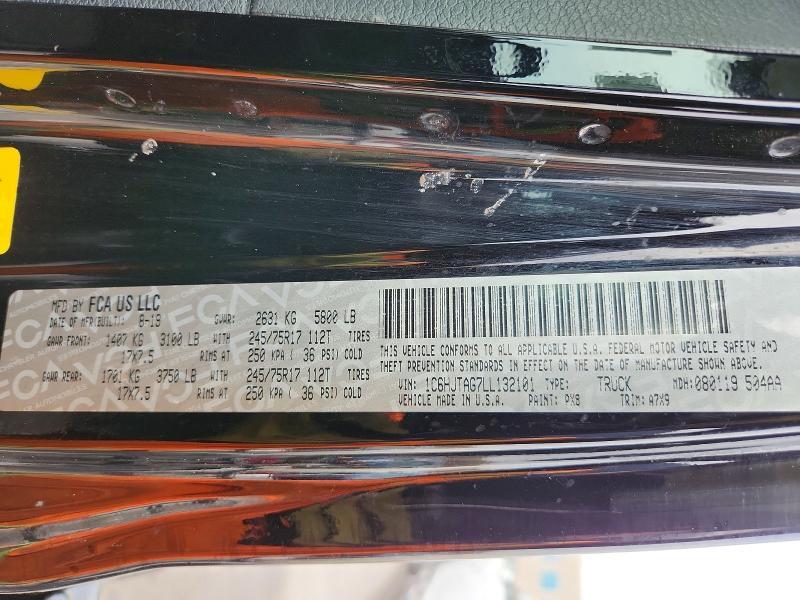 MFD BY FCA US LLC
DATE OF MFR(BUILT): 8-19 GVWR: 2631 KG 5800 LB
GAWR FRONT: 1407 KG 3100 LB WITH 245/75R17 112T TIRES
17X7.5 RIMS AT 250 KPA ( 36 PSI) COLD
GAWR REAR: 1701 KG 3750 LB WITH 245/75R17 112T TIRES
17X7.5 RIMS AT 250 KPA ( 36 PSI) COLD
THIS VEHICLE CONFORMS TO ALL APPLICABLE U.S.A. FEDERAL MOTOR VEHICLE SAFETY AND
THEFT PREVENTION STANDARDS IN EFFECT ON THE DATE OF MANUFACTURE SHOWN ABOVE.
VIN: 1C6HJTAG7LL132101 TYPE: TRUCK MDH: 080119 504AA
VEHICLE MADE IN U.S.A. PAINT: PX8 TRIM: A7X9